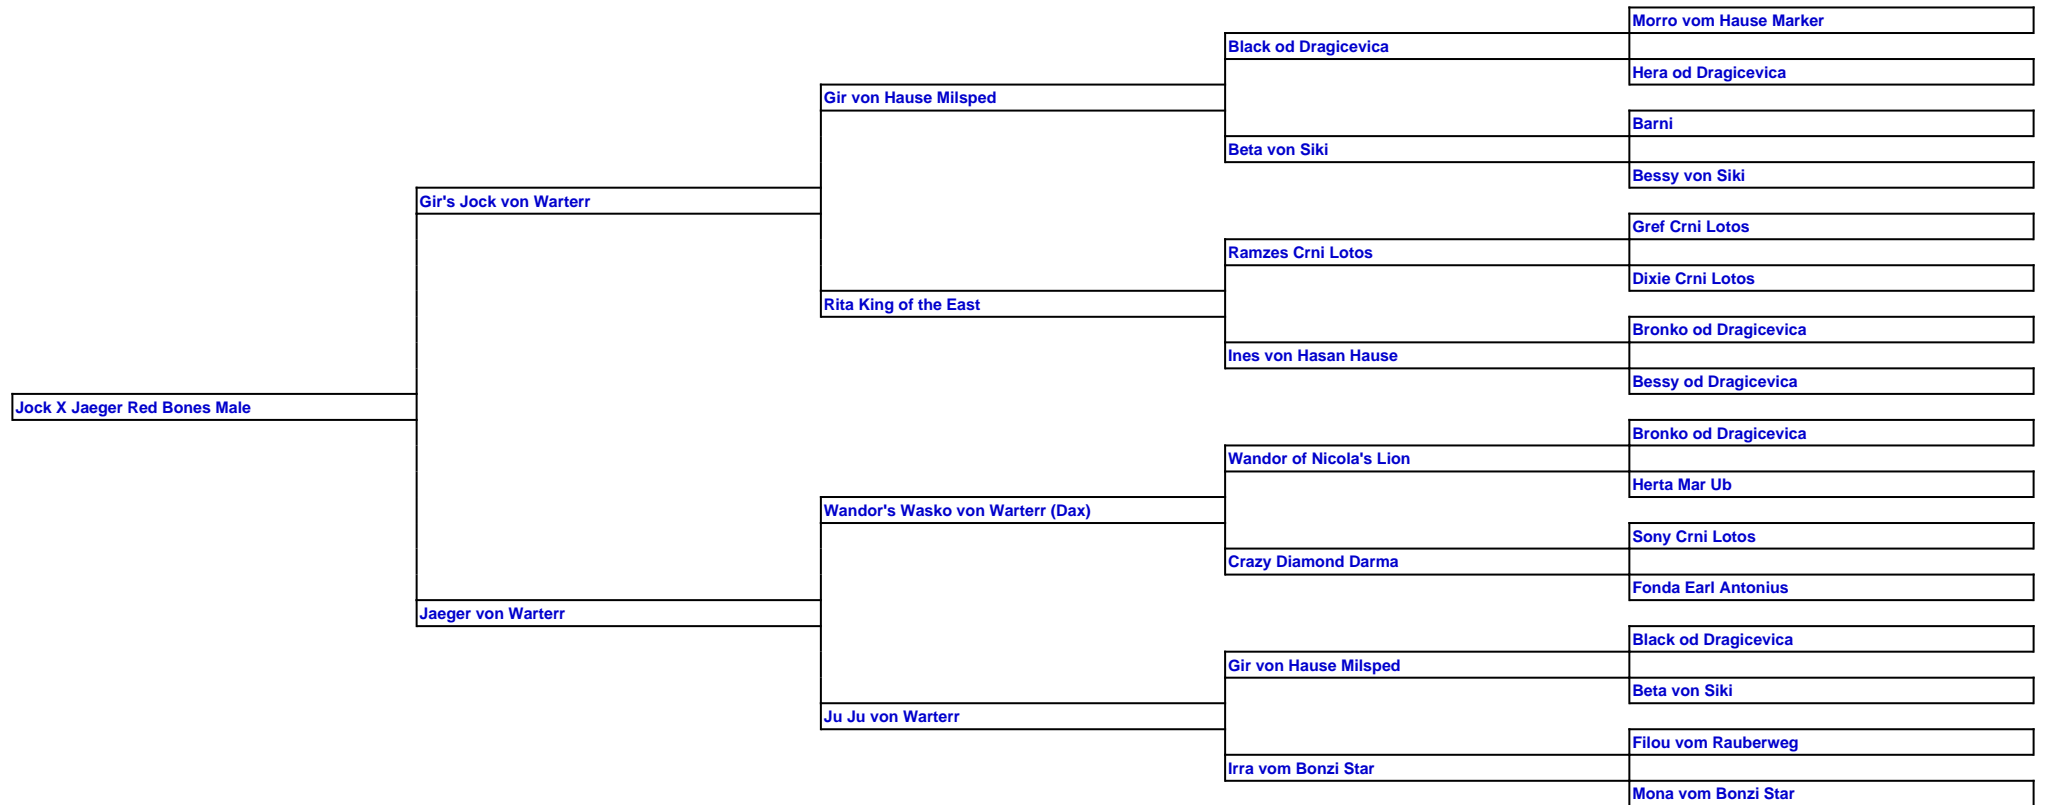 Morro vom Hause Marker
Black od Dragicevica
Hera od Dragicevica
Gir von Hause Milsped
Barni
Beta von Siki
Bessy von Siki
Gir's Jock von Warterr
Gref Crni Lotos
Ramzes Crni Lotos
Dixie Crni Lotos
Rita King of the East
Bronko od Dragicevica
Ines von Hasan Hause
Bessy od Dragicevica
Jock X Jaeger Red Bones Male
Bronko od Dragicevica
Wandor of Nicola's Lion
Herta Mar Ub
Wandor's Wasko von Warterr (Dax)
Sony Crni Lotos
Crazy Diamond Darma
Fonda Earl Antonius
Jaeger von Warterr
Black od Dragicevica
Gir von Hause Milsped
Beta von Siki
Ju Ju von Warterr
Filou vom Rauberweg
Irra vom Bonzi Star
Mona vom Bonzi Star